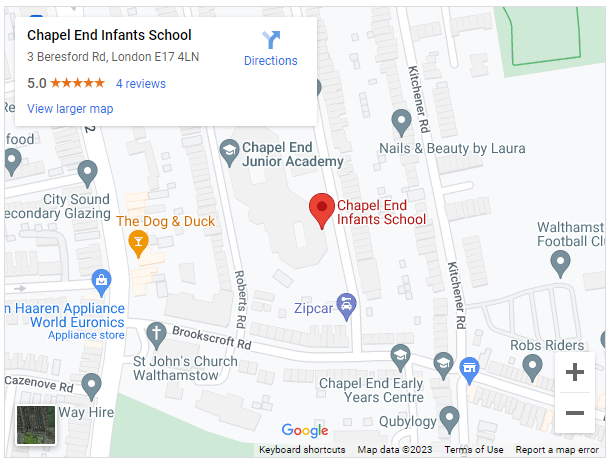 Chapel End Infants School
3 Beresford Rd, London E17 4LN
Directions
5.0
4 reviews
View larger map
Kitchener Rd
Re
food
2
Chapel End
Junior Academy
Nails & Beauty by Laura
City Sound
econdary Glazing
Chapel End
Infants School
The Dog & Duck
Walthamst
Football Clu
Roberts Rd
Kitchener Rd
n Haaren Appliance
World Euronics
Appliance store
Zipcar
Brookscroft Rd
St John's Church
Walthamstow
Robs Riders
Chapel End Early
Years Centre
Cazenove Rd
Way Hire
Qubylogy
Google
Keyboard shortcuts
Map data ©2023
Terms of Use
Report a map error